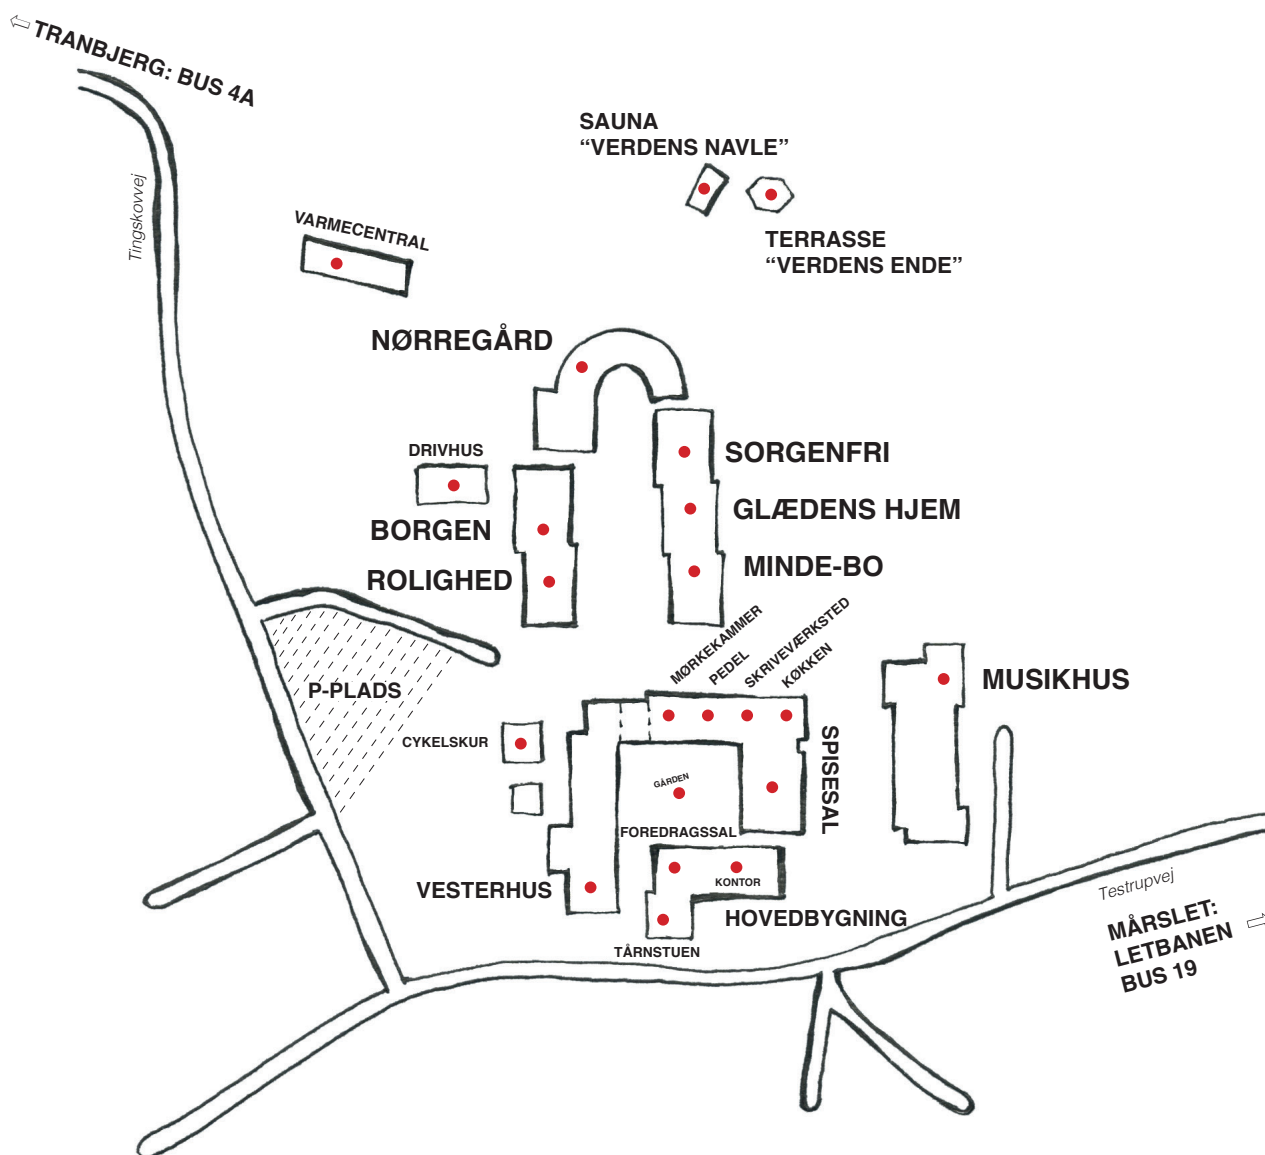 TRANBJERG: BUS 4A
SAUNA
“VERDENS NAVLE”
Tingskovvej
VARMECENTRAL
TERRASSE
“VERDENS ENDE”
NØRREGÅRD
DRIVHUS
SORGENFRI
GLÆDENS HJEM
BORGEN
MINDE-BO
ROLIGHED
MØRKEKAMMER
PEDEL
SKRIVEVÆRKSTED
KØKKEN
P-PLADS
MUSIKHUS
CYKELSKUR
SPISESAL
GÅRDEN
FOREDRAGSSAL
KONTOR
VESTERHUS
HOVEDBYGNING
TÅRNSTUEN
Testrupvej
MÅRSLET:
LETBANEN
BUS 19